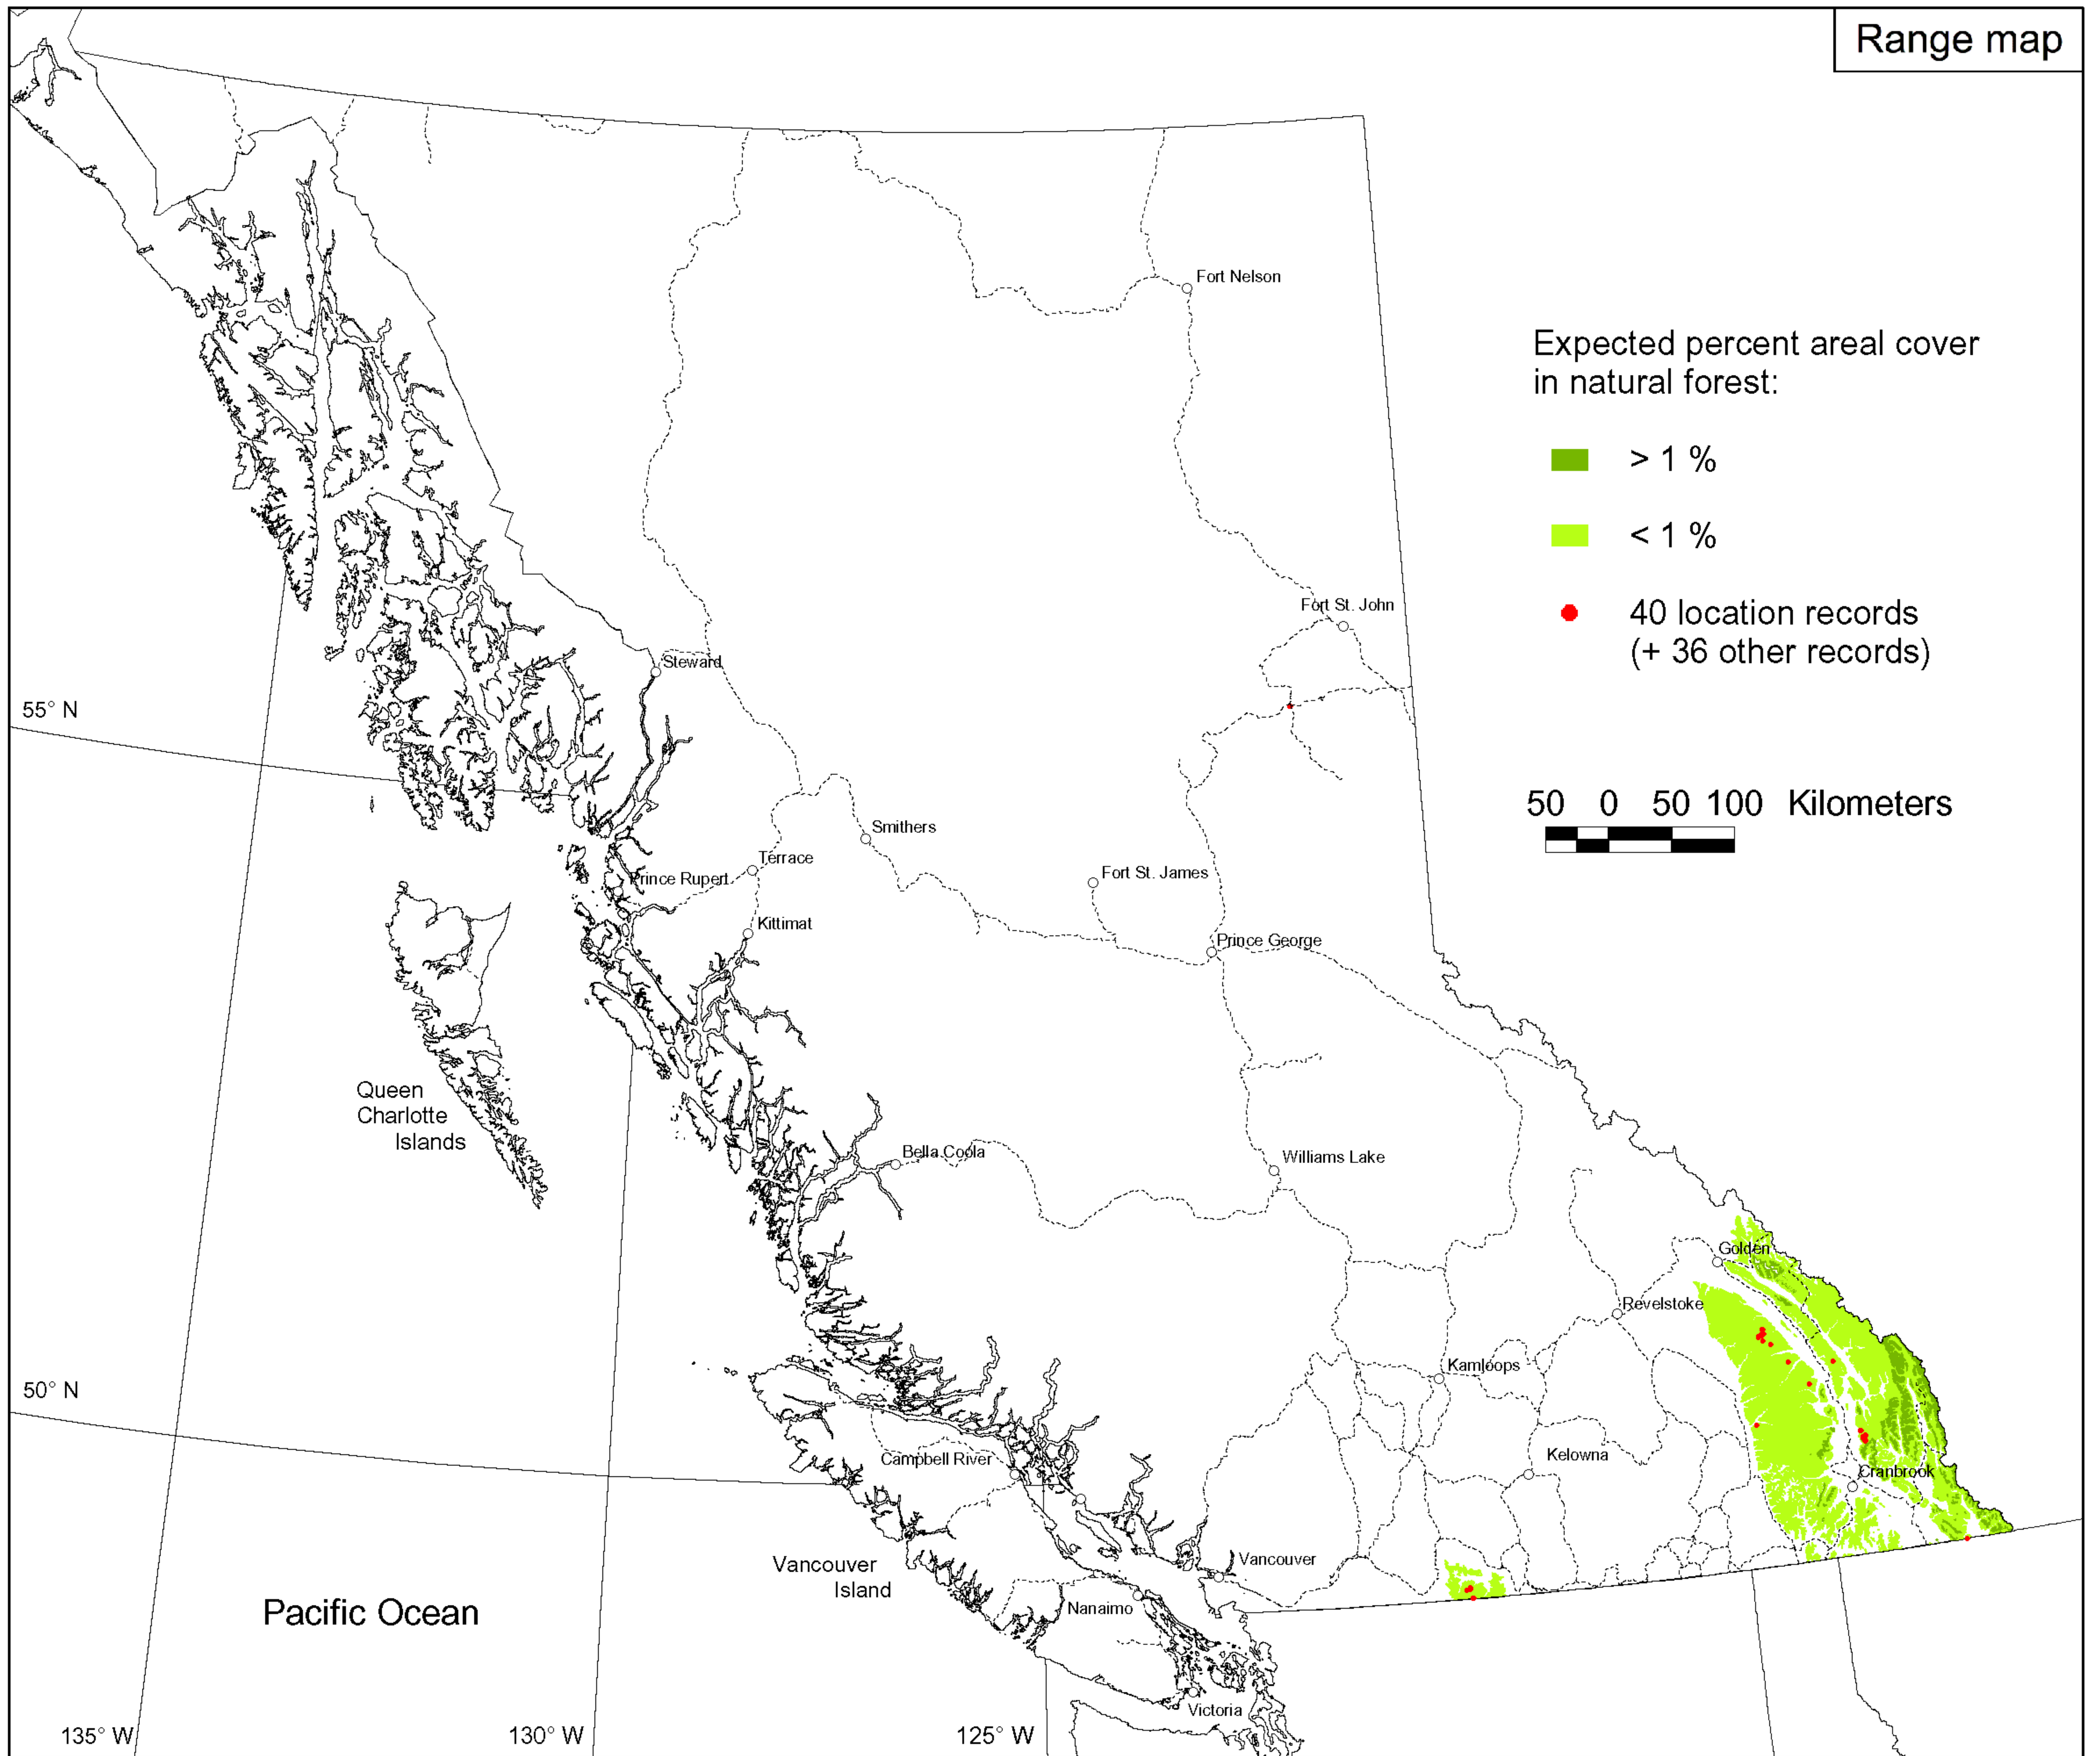 Range map
Fort Nelson
Expected percent areal cover
in natural forest:
> 1 %
< 1 %
40 location records
(+ 36 other records)
Fort St. John
Steward
55° N
50 0 50 100 Kilometers
Smithers
Terrace
Prince Rupert
Fort St. James
Kittimat
Prince George
Queen
Charlotte
Islands
Bella Coola
Williams Lake
Golden
Revelstoke
Kamloops
50° N
Campbell River
Kelowna
Cranbrook
Vancouver
Island
Vancouver
Nanaimo
Pacific Ocean
Victoria
135° W
130° W
125° W